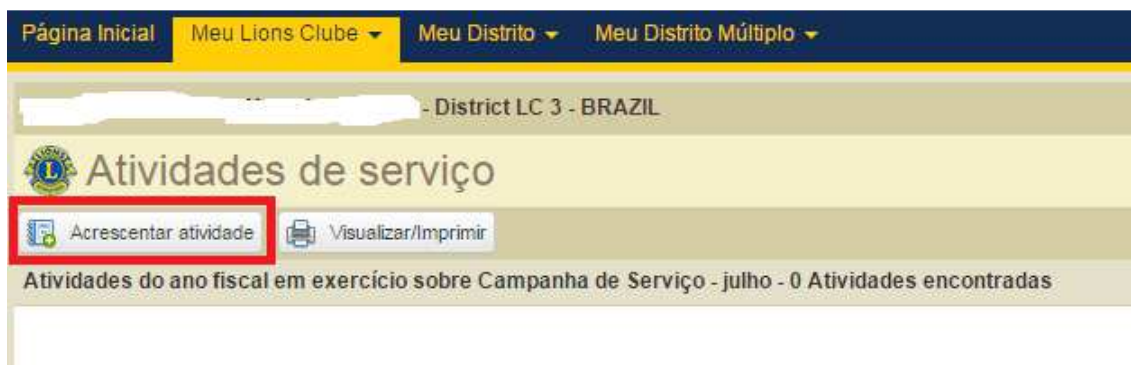 Página Inicial Meu Lions Clube Meu Distrito Meu Distrito Múltiplo
- District LC 3 - BRAZIL
Atividades de serviço
Acrescentar atividade Visualizar/Imprimir
Atividades do ano fiscal em exercício sobre Campanha de Serviço - julho - 0 Atividades encontradas